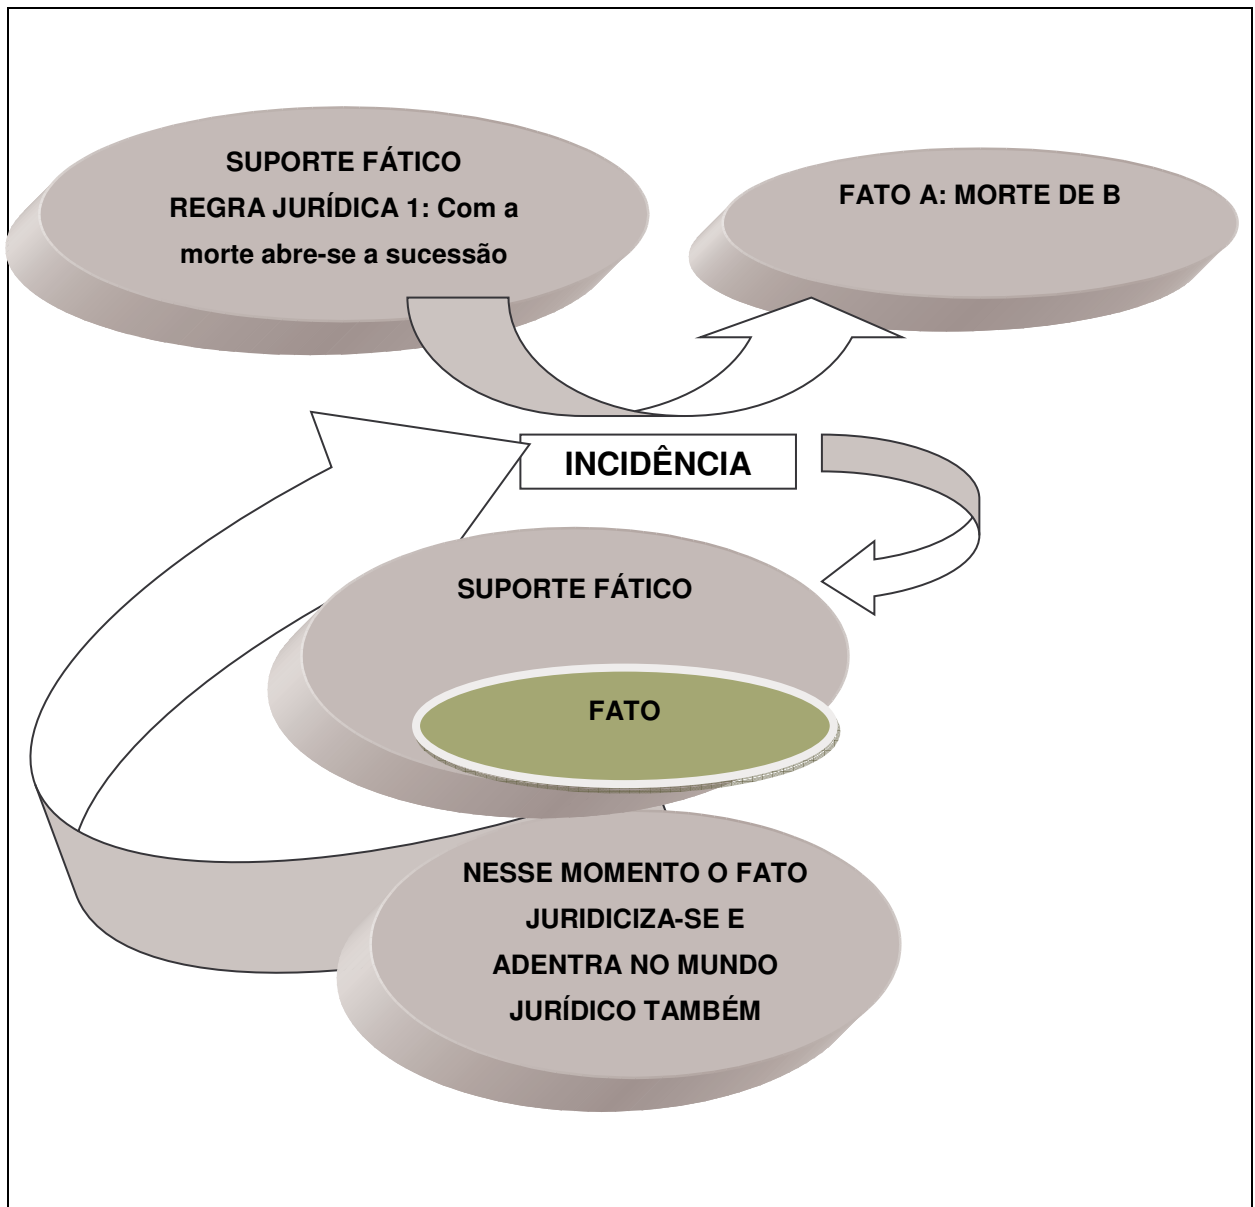 SUPORTE FÁTICO
REGRA JURÍDICA 1: Com a
morte abre-se a sucessão
FATO A: MORTE DE B
INCIDÊNCIA
SUPORTE FÁTICO
FATO
NESSE MOMENTO O FATO
JURIDICIZA-SE E
ADENTRA NO MUNDO
JURÍDICO TAMBÉM